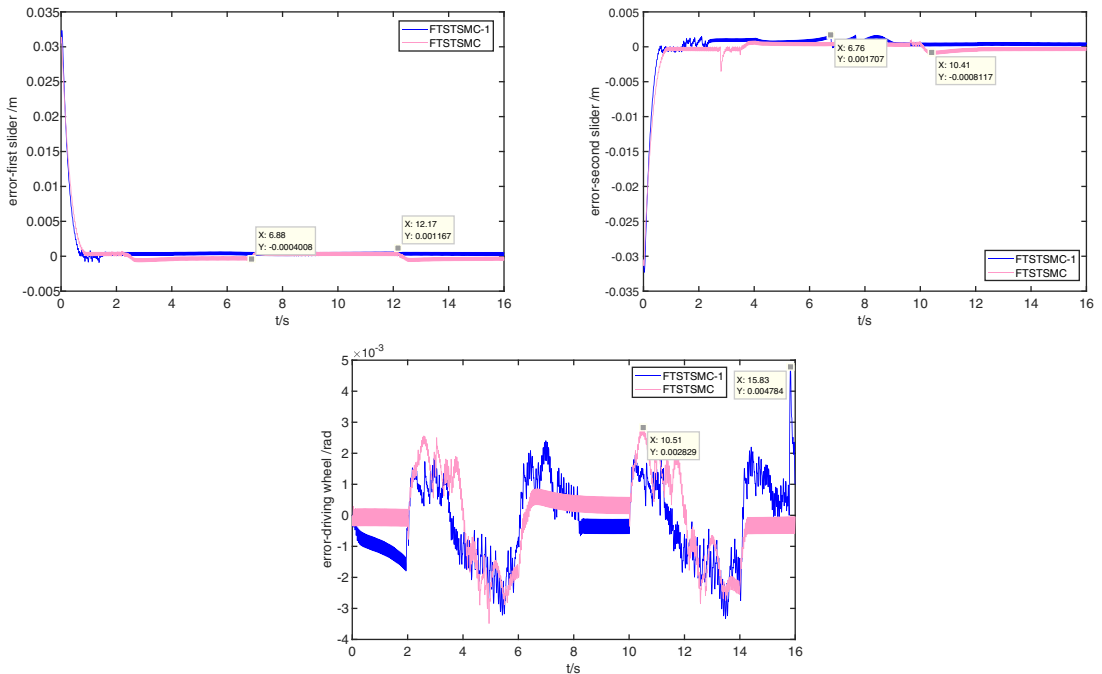 0.035
0.03
0.025
0.02
0.015
0.01
0.005
0
-0.005
error-first slider /m
FTSTSMC-1
FTSTSMC
X: 6.88
Y: -0.0004008
X: 12.17
Y: 0.001167
0 2 4 6 8 10 12 14 16
t/s
0.005
0
-0.005
-0.01
-0.015
-0.02
-0.025
-0.03
-0.035
error-second slider /m
X: 6.76
Y: 0.001707
X: 10.41
Y: -0.0008117
FTSTSMC-1
FTSTSMC
0 2 4 6 8 10 12 14 16
t/s
×10⁻³
5
4
3
2
1
0
-1
-2
-3
-4
error-driving wheel /rad
FTSTSMC-1
FTSTSMC
X: 15.83
Y: 0.004784
X: 10.51
Y: 0.002829
0 2 4 6 8 10 12 14 16
t/s